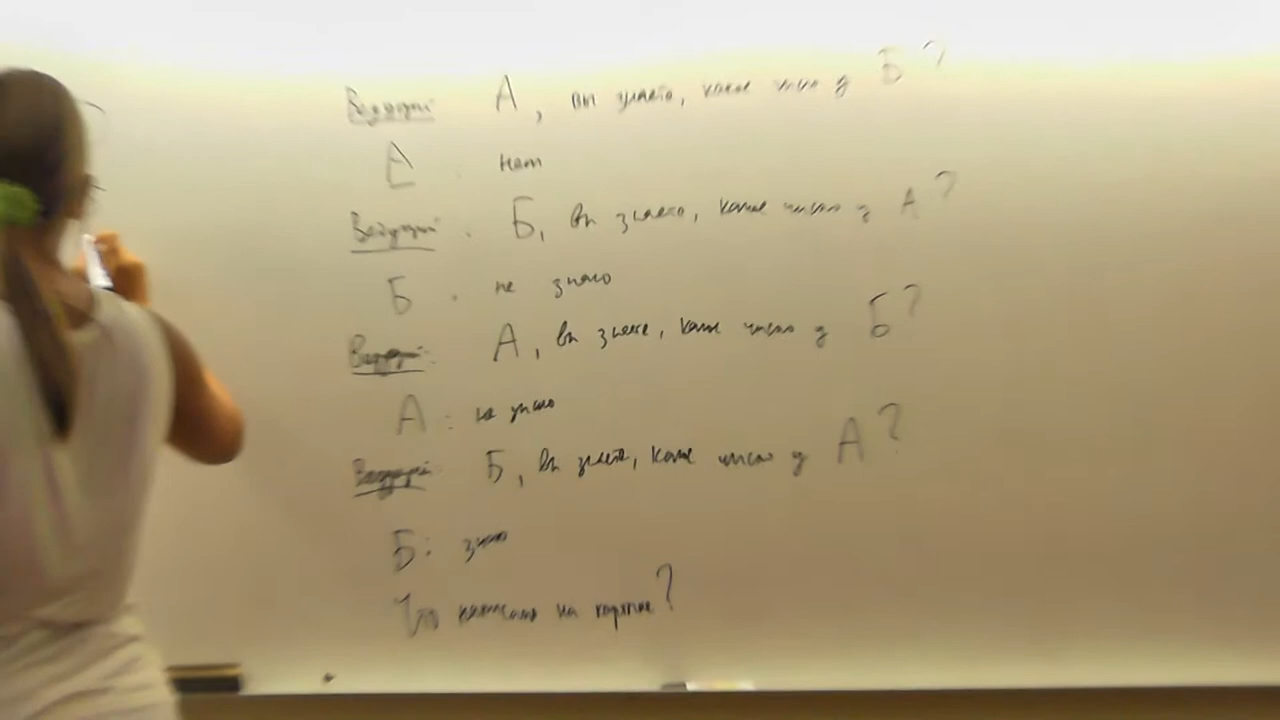 Ведущий: А, вы знаете, какое число у Б?
А: нет
Ведущий: Б, вы знаете, какое число у А?
Б: не знаю
Ведущий: А, вы знаете, какое число у Б?
А: не знаю
Ведущий: Б, вы знаете, какое число у А?
Б: знаю
Что написано на карточке?